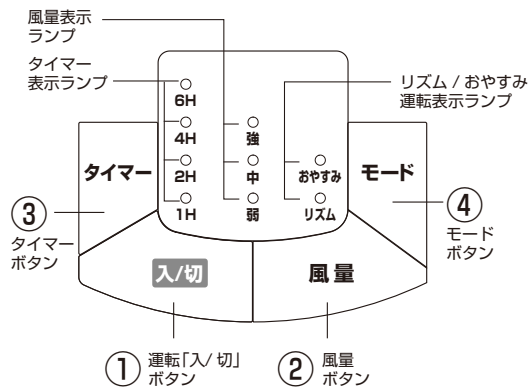 風量表示
ランプ
タイマー
表示ランプ
リズム / おやすみ
運転表示ランプ
6H
4H
2H
1H
強
中
弱
おやすみ
リズム
タイマー
モード
入/切
風量
③
タイマー
ボタン
④
モード
ボタン
①
運転「入/切」
ボタン
②
風量
ボタン